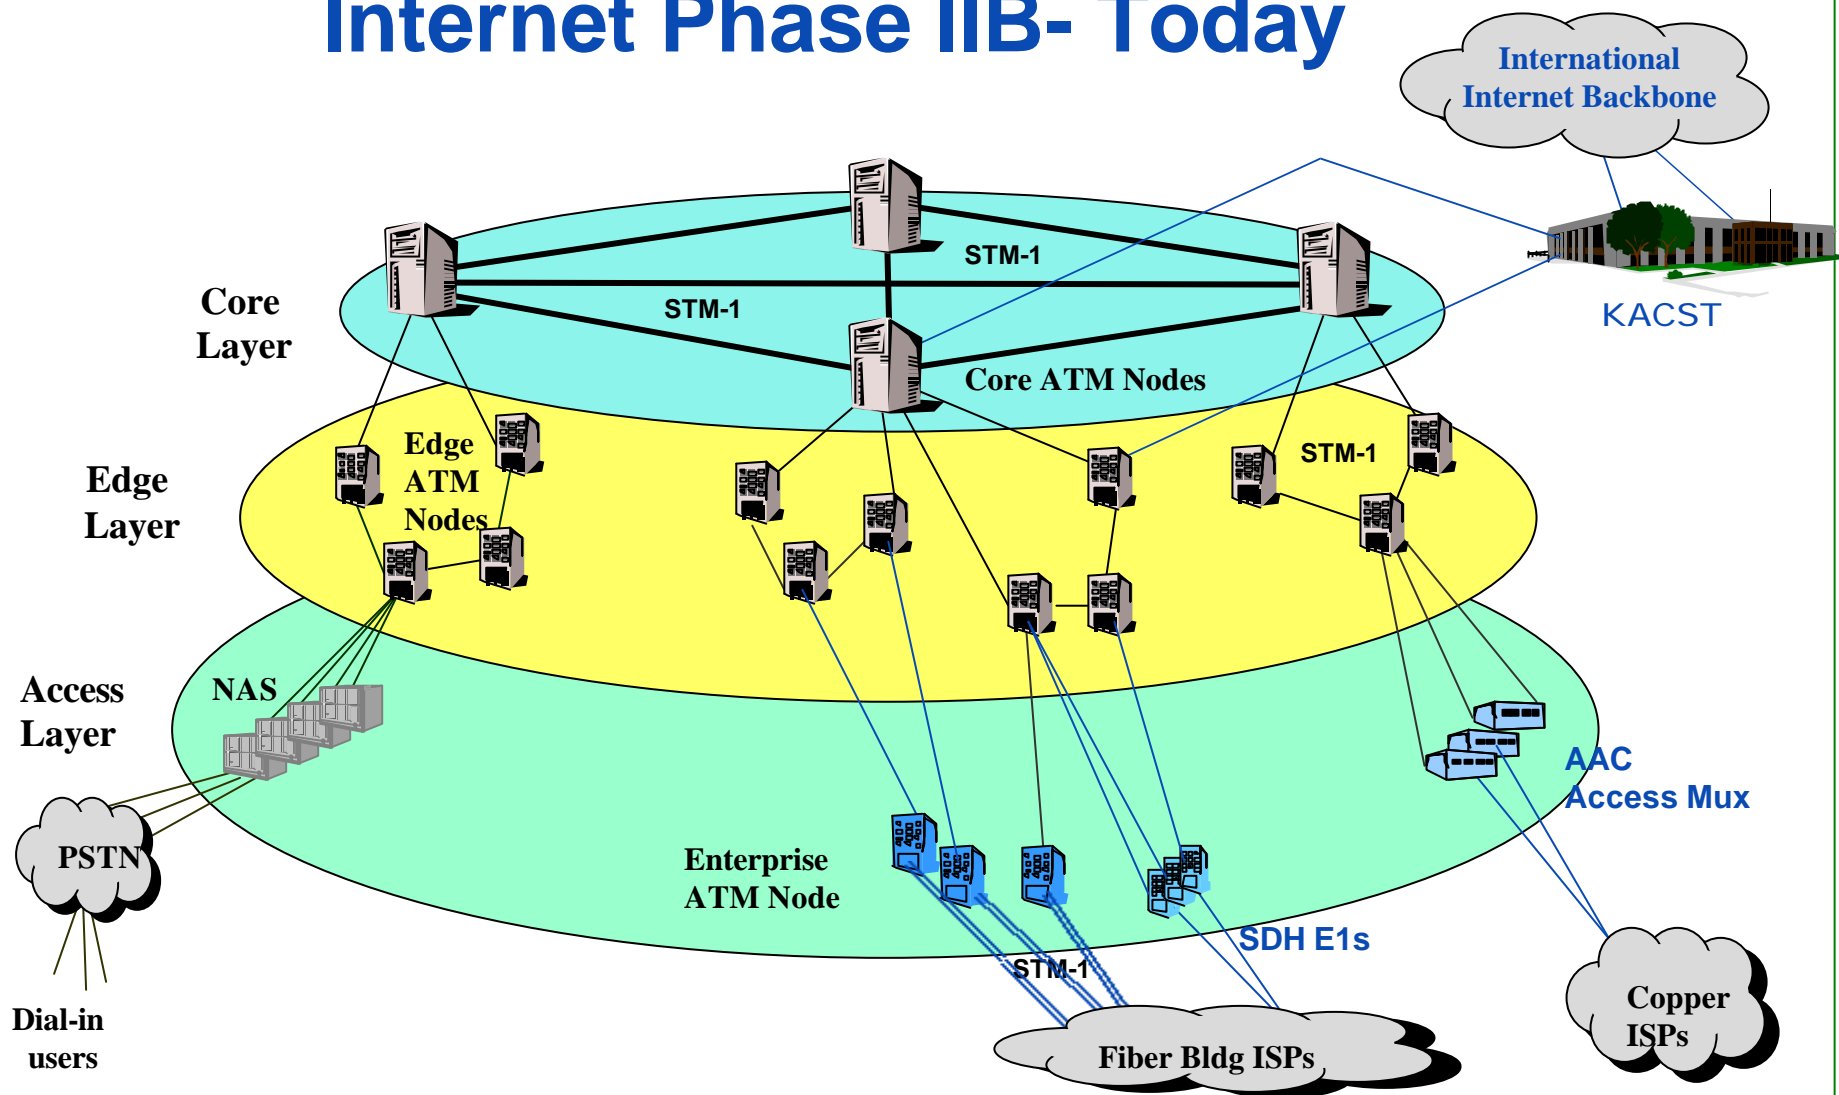 Internet Phase IIB- Today
International
Internet Backbone
KACST
STM-1
STM-1
Core
Layer
Core ATM Nodes
Edge
ATM
Nodes
STM-1
Edge
Layer
Access
Layer
NAS
AAC
Access Mux
PSTN
Enterprise
ATM Node
SDH E1s
STM-1
Copper
ISPs
Dial-in
users
Fiber Bldg ISPs